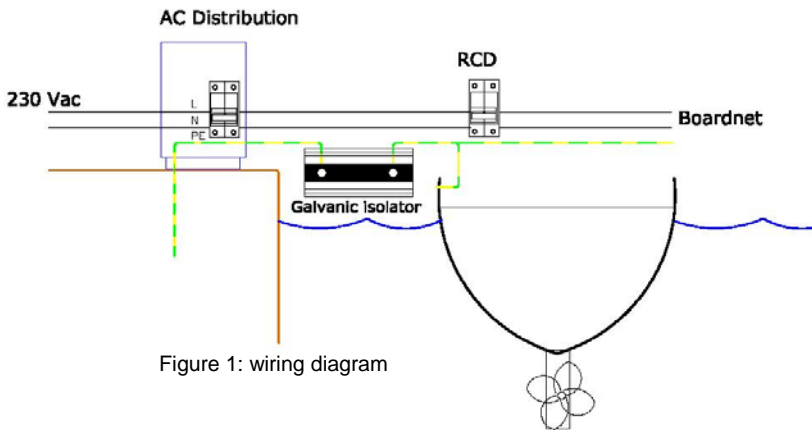 AC Distribution
RCD
230 Vac
L
N
PE
Boardnet
Galvanic isolator
Figure 1: wiring diagram